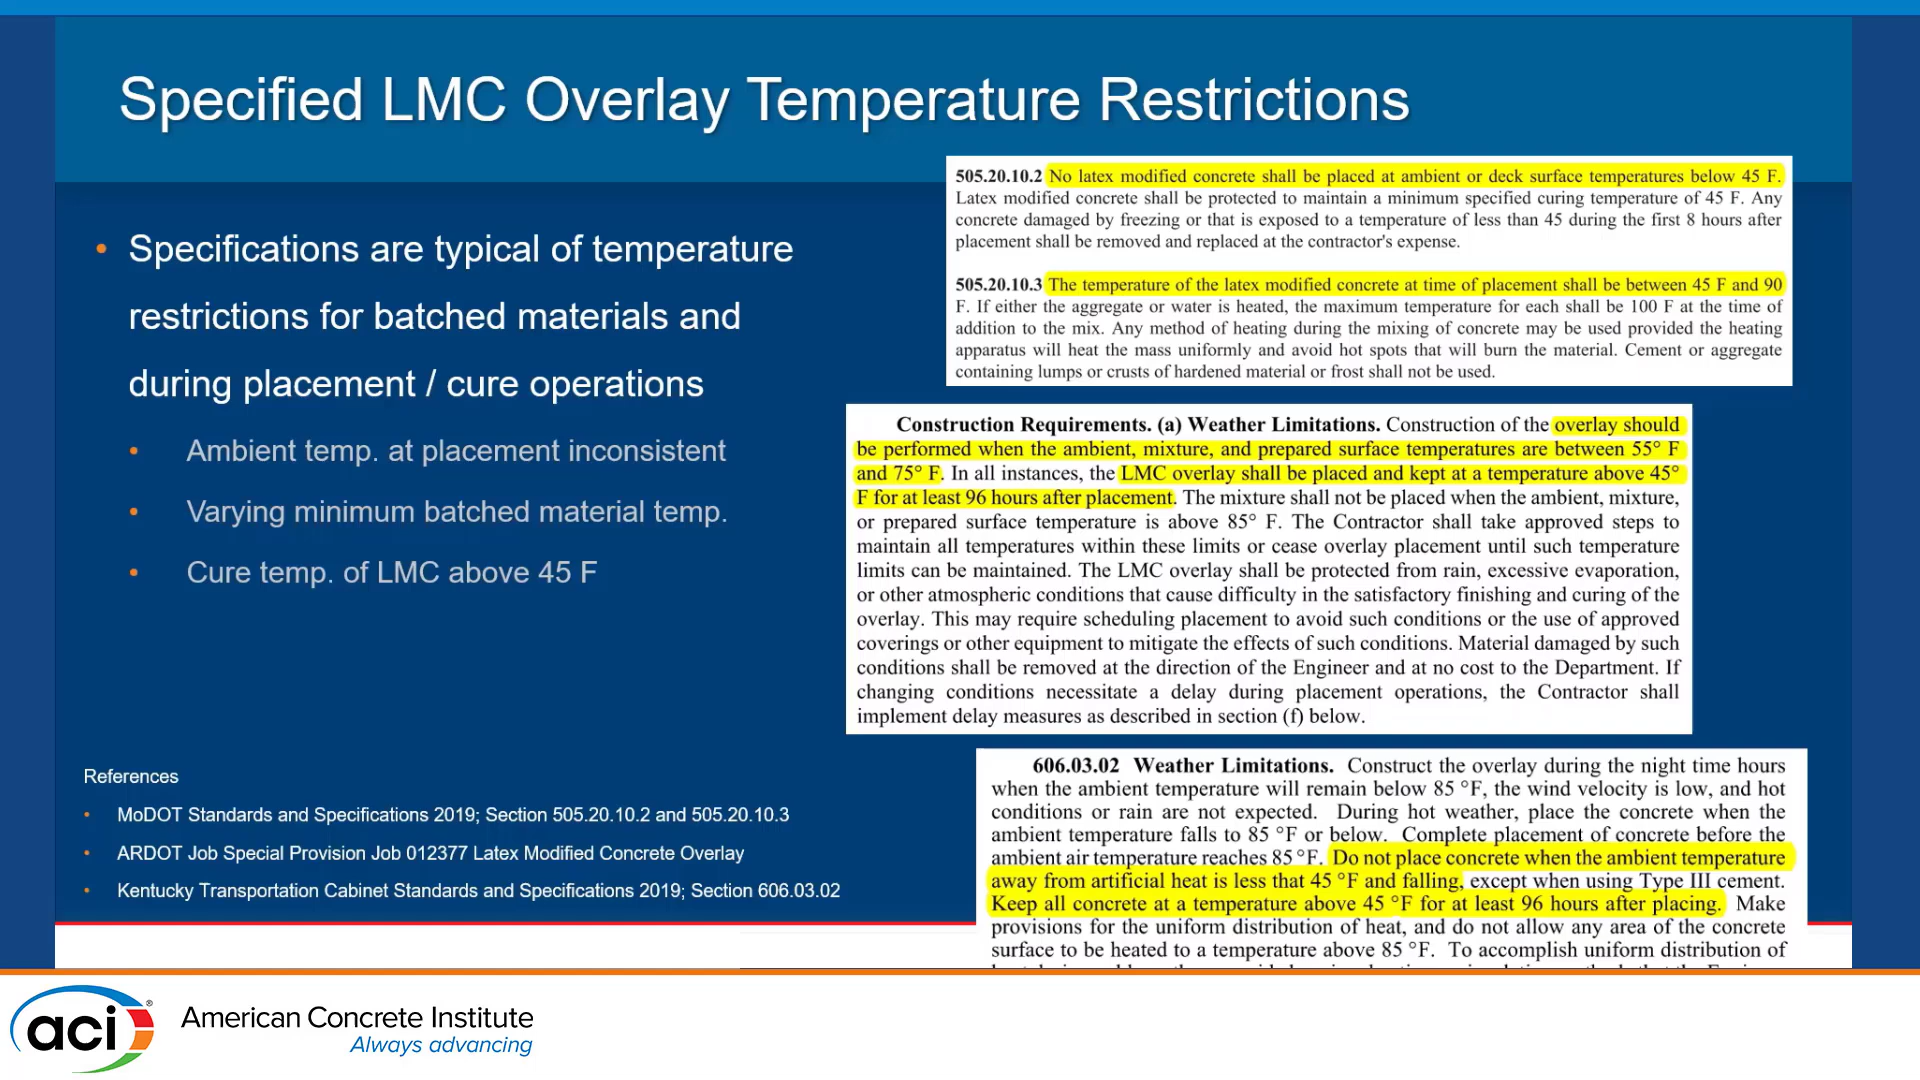 Specified LMC Overlay Temperature Restrictions
• Specifications are typical of temperature
restrictions for batched materials and
during placement / cure operations
• Ambient temp. at placement inconsistent
• Varying minimum batched material temp.
• Cure temp. of LMC above 45 F
References
• MoDOT Standards and Specifications 2019; Section 505.20.10.2 and 505.20.10.3
• ARDOT Job Special Provision Job 012377 Latex Modified Concrete Overlay
• Kentucky Transportation Cabinet Standards and Specifications 2019; Section 606.03.02
505.20.10.2 No latex modified concrete shall be placed at ambient or deck surface temperatures below 45 F.
Latex modified concrete shall be protected to maintain a minimum specified curing temperature of 45 F. Any
concrete damaged by freezing or that is exposed to a temperature of less than 45 during the first 8 hours after
placement shall be removed and replaced at the contractor's expense.
505.20.10.3 The temperature of the latex modified concrete at time of placement shall be between 45 F and 90
F. If either the aggregate or water is heated, the maximum temperature for each shall be 100 F at the time of
addition to the mix. Any method of heating during the mixing of concrete may be used provided the heating
apparatus will heat the mass uniformly and avoid hot spots that will burn the material. Cement or aggregate
containing lumps or crusts of hardened material or frost shall not be used.
Construction Requirements. (a) Weather Limitations. Construction of the overlay should
be performed when the ambient, mixture, and prepared surface temperatures are between 55° F
and 75° F. In all instances, the LMC overlay shall be placed and kept at a temperature above 45°
F for at least 96 hours after placement. The mixture shall not be placed when the ambient, mixture,
or prepared surface temperature is above 85° F. The Contractor shall take approved steps to
maintain all temperatures within these limits or cease overlay placement until such temperature
limits can be maintained. The LMC overlay shall be protected from rain, excessive evaporation,
or other atmospheric conditions that cause difficulty in the satisfactory finishing and curing of the
overlay. This may require scheduling placement to avoid such conditions or the use of approved
coverings or other equipment to mitigate the effects of such conditions. Material damaged by such
conditions shall be removed at the direction of the Engineer and at no cost to the Department. If
changing conditions necessitate a delay during placement operations, the Contractor shall
implement delay measures as described in section (f) below.
606.03.02 Weather Limitations. Construct the overlay during the night time hours
when the ambient temperature will remain below 85 °F, the wind velocity is low, and hot
conditions or rain are not expected. During hot weather, place the concrete when the
ambient temperature falls to 85 °F or below. Complete placement of concrete before the
ambient air temperature reaches 85 °F. Do not place concrete when the ambient temperature
away from artificial heat is less that 45 °F and falling, except when using Type III cement.
Keep all concrete at a temperature above 45 °F for at least 96 hours after placing. Make
provisions for the uniform distribution of heat, and do not allow any area of the concrete
surface to be heated to a temperature above 85 °F. To accomplish uniform distribution of
aci®
American Concrete Institute
Always advancing